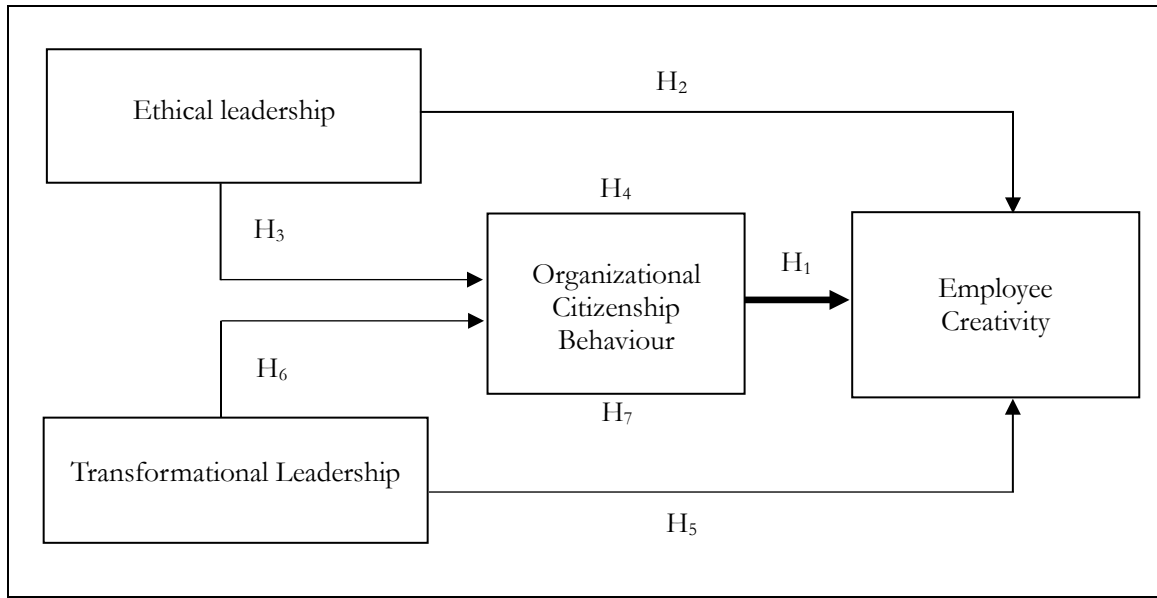 Ethical leadership
H₂
H₃
H₄
Organizational
Citizenship
Behaviour
H₁
Employee
Creativity
H₆
H₇
Transformational Leadership
H₅